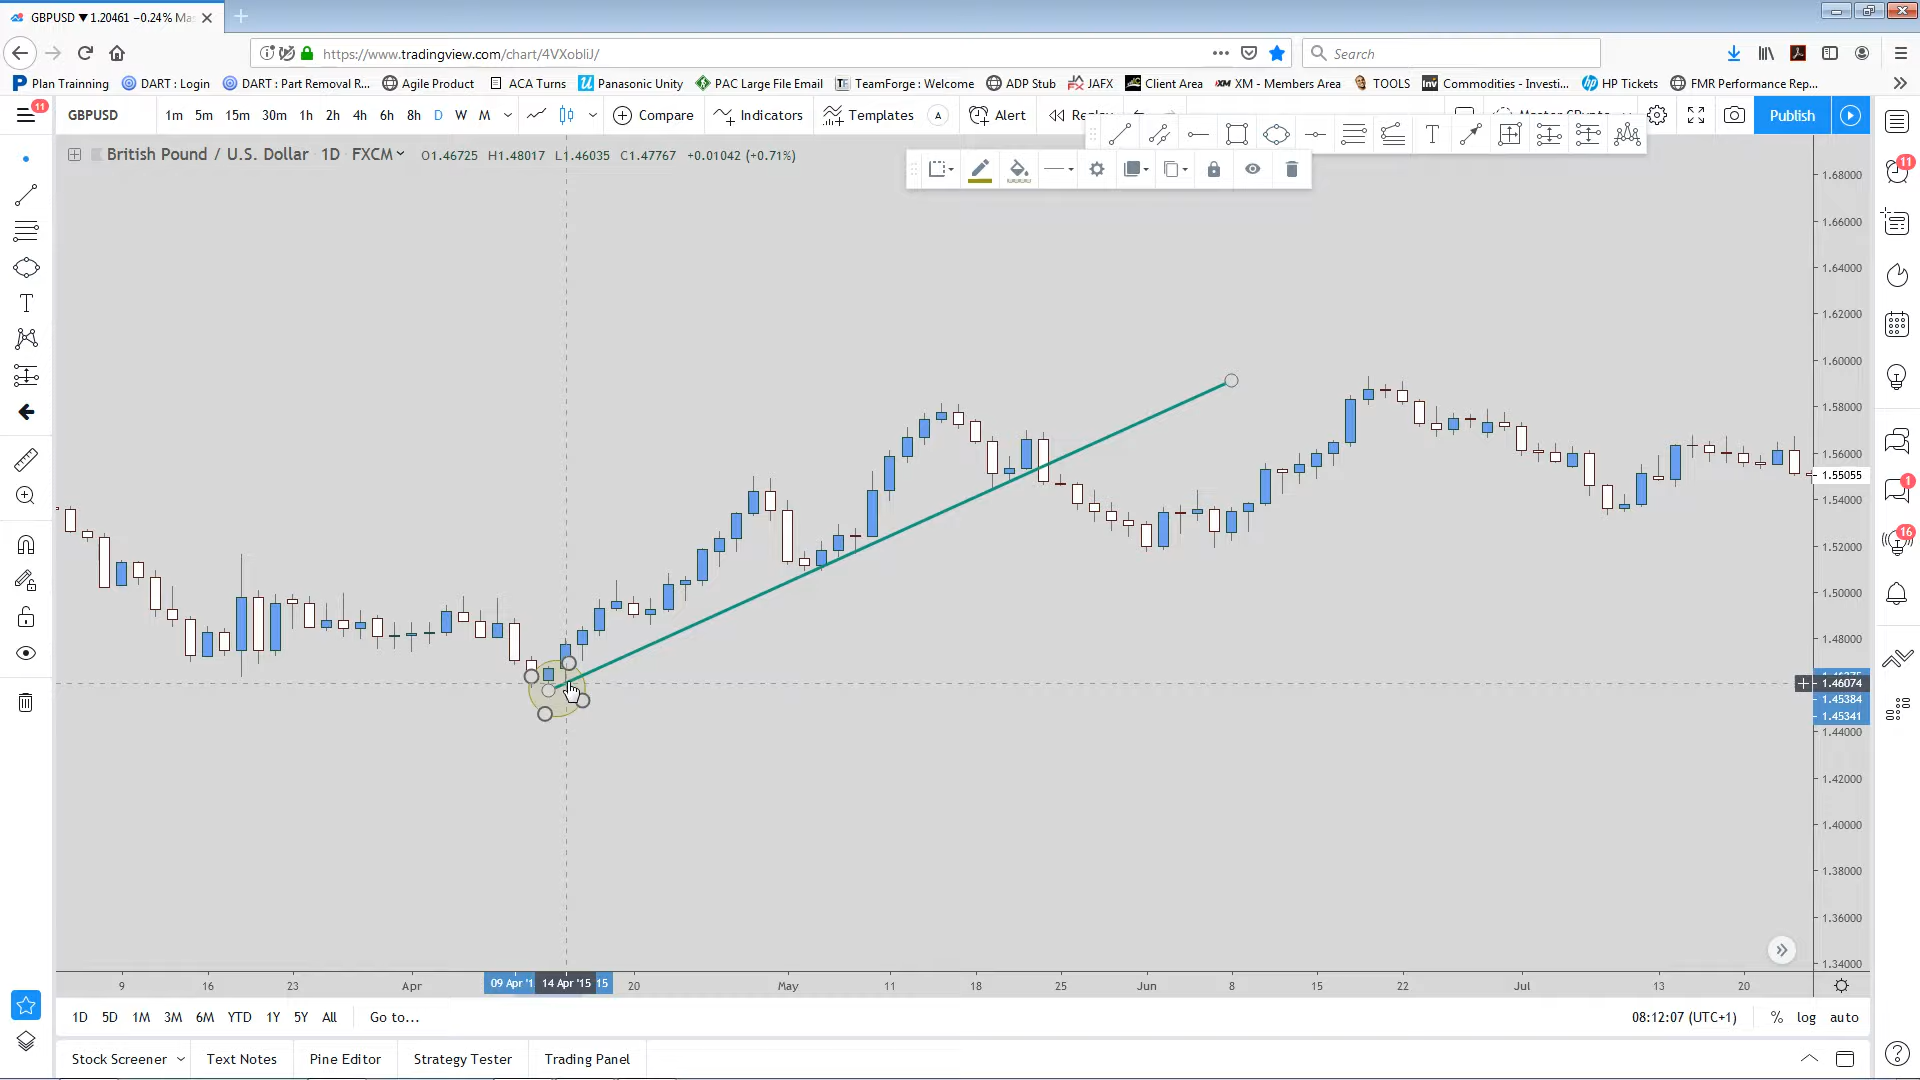 GBPUSD ▼ 1.20461 −0.24% Ma
https://www.tradingview.com/chart/4VXobliJ/
Search
Plan Trainning DART : Login DART : Part Removal R... Agile Product ACA Turns Panasonic Unity PAC Large File Email TeamForge : Welcome ADP Stub JAFX Client Area XM - Members Area TOOLS Commodities - Investi... HP Tickets FMR Performance Rep...
11
GBPUSD 1m 5m 15m 30m 1h 2h 4h 6h 8h D W M Compare Indicators Templates A Alert Publish
British Pound / U.S. Dollar 1D FXCM O1.46725 H1.48017 L1.46035 C1.47767 +0.01042 (+0.71%)
T
T
11
1
16
1.68000
1.66000
1.64000
1.62000
1.60000
1.58000
1.56000
1.55055
1.54000
1.52000
1.50000
1.48000
1.46074
1.45384
1.45341
1.44000
1.42000
1.40000
1.38000
1.36000
1.34000
9 16 23 Apr 09 Apr '1 14 Apr '15 15 20 May 11 18 25 Jun 8 15 22 Jul 13 20
1D 5D 1M 3M 6M YTD 1Y 5Y All Go to... 08:12:07 (UTC+1) % log auto
Stock Screener Text Notes Pine Editor Strategy Tester Trading Panel